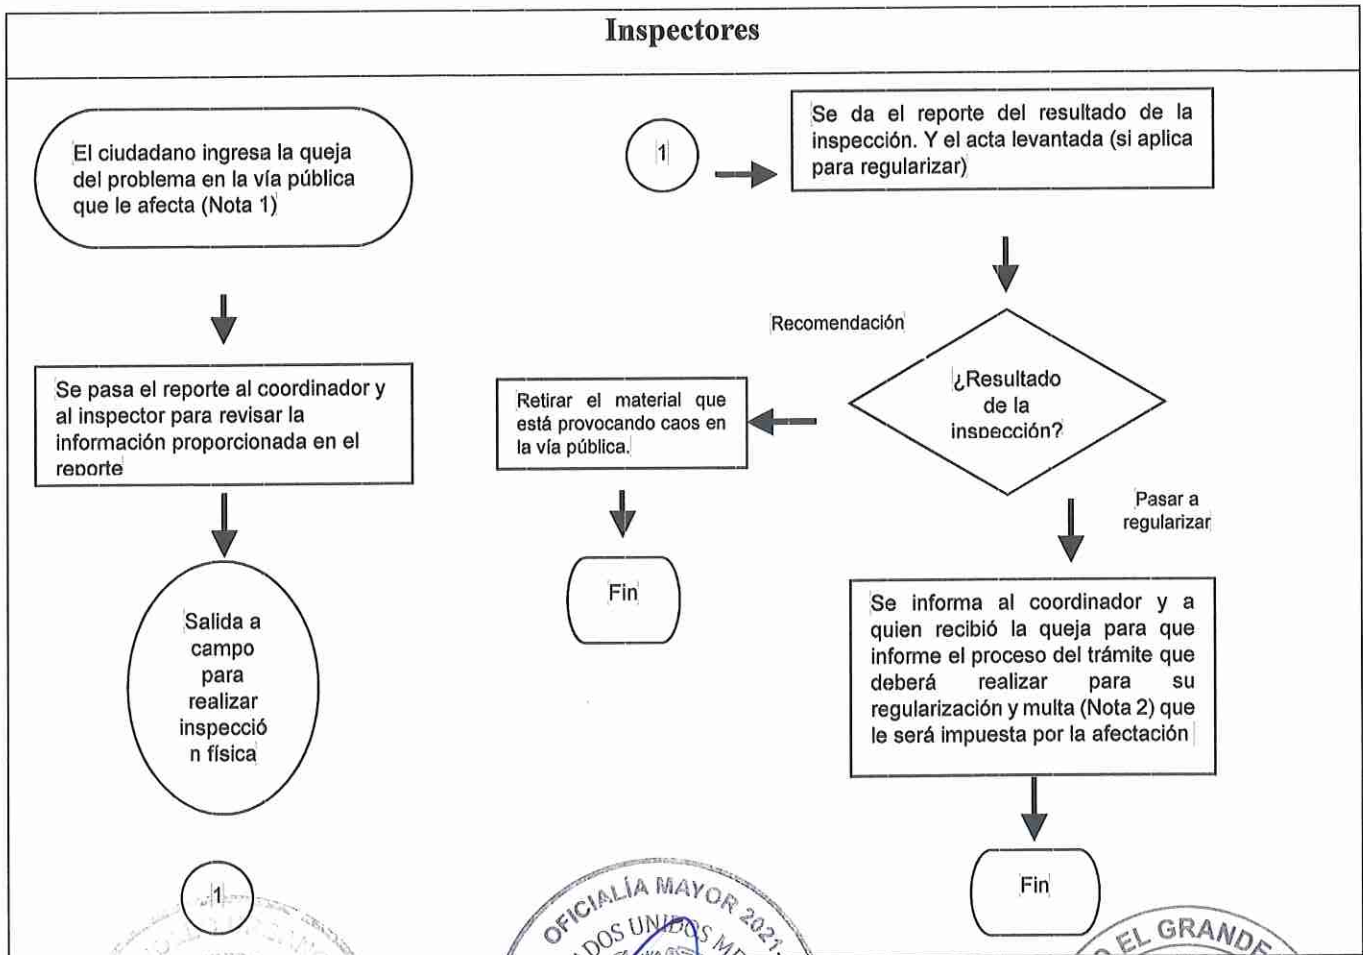 Inspectores
El ciudadano ingresa la queja
del problema en la vía pública
que le afecta (Nota 1)
Se pasa el reporte al coordinador y
al inspector para revisar la
información proporcionada en el
reporte
Salida a
campo
para
realizar
inspecció
n física
1
1
Se da el reporte del resultado de la
inspección. Y el acta levantada (si aplica
para regularizar)
¿Resultado
de la
inspección?
Recomendación
Retirar el material que
está provocando caos en
la vía pública.
Fin
Pasar a
regularizar
Se informa al coordinador y a
quien recibió la queja para que
informe el proceso del trámite que
deberá realizar para su
regularización y multa (Nota 2) que
le será impuesta por la afectación
Fin
OFICIALÍA MAYOR 2021-
UNIDOS
EL GRANDE